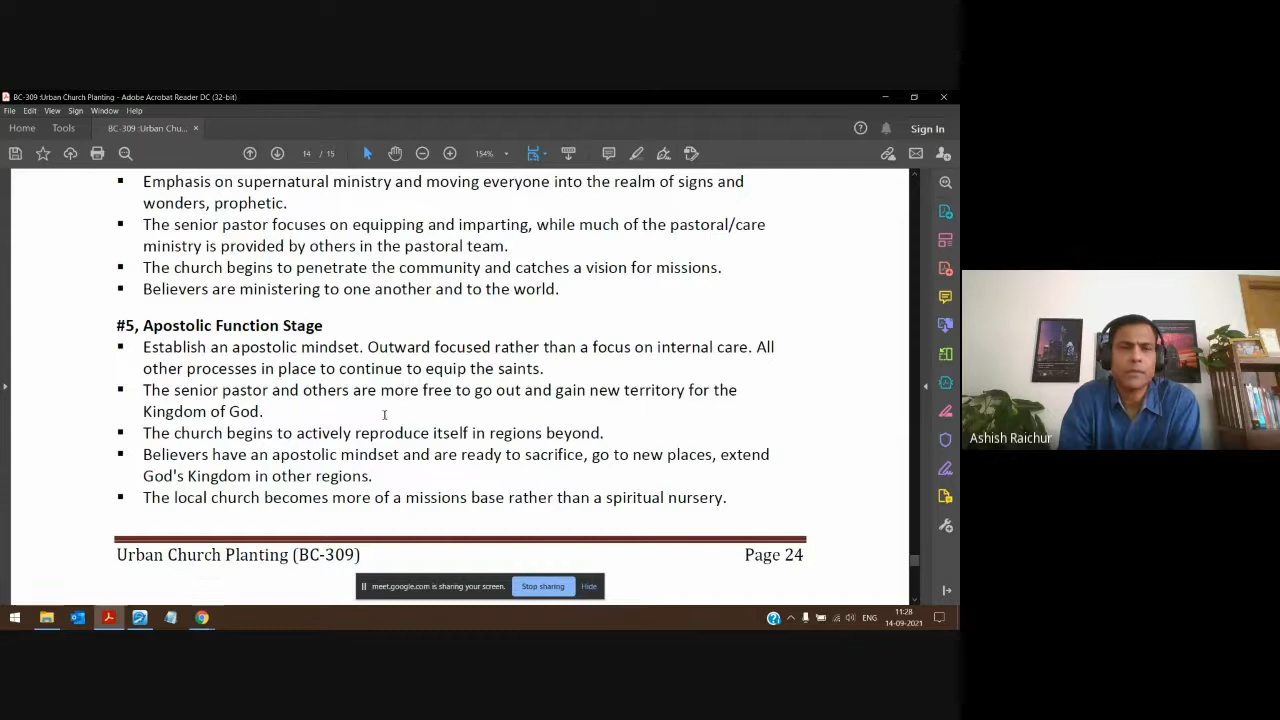 BC-309 :Urban Church Planting - Adobe Acrobat Reader DC (32-bit)
File Edit View Sign Window Help
Home Tools BC-309 :Urban Chu... × Sign In
14 / 15 154%
▪ Emphasis on supernatural ministry and moving everyone into the realm of signs and
wonders, prophetic.
▪ The senior pastor focuses on equipping and imparting, while much of the pastoral/care
ministry is provided by others in the pastoral team.
▪ The church begins to penetrate the community and catches a vision for missions.
▪ Believers are ministering to one another and to the world.
#5, Apostolic Function Stage
▪ Establish an apostolic mindset. Outward focused rather than a focus on internal care. All
other processes in place to continue to equip the saints.
▪ The senior pastor and others are more free to go out and gain new territory for the
Kingdom of God.
▪ The church begins to actively reproduce itself in regions beyond.
▪ Believers have an apostolic mindset and are ready to sacrifice, go to new places, extend
God's Kingdom in other regions.
▪ The local church becomes more of a missions base rather than a spiritual nursery.
Urban Church Planting (BC-309) Page 24
meet.google.com is sharing your screen. Stop sharing Hide
ENG
11:28
14-09-2021
Ashish Raichur